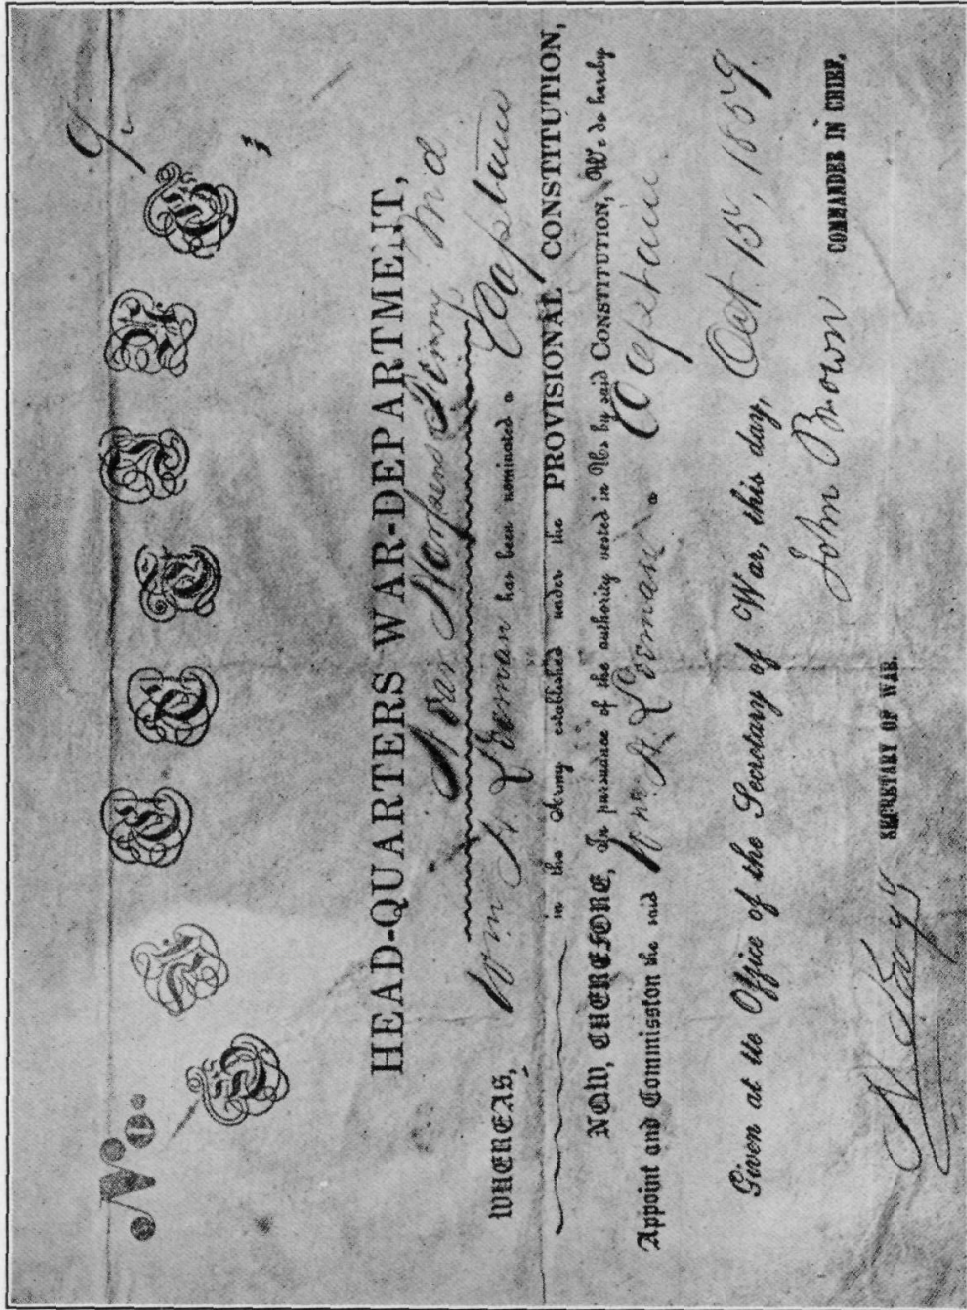 No. 9
HEAD-QUARTERS WAR-DEPARTMENT,
Near Harpers Ferry Md
WHEREAS, Wm H Leeman has been nominated a Captain
in the Army established under the PROVISIONAL CONSTITUTION,
NOW, THEREFORE, In pursuance of the authority vested in Us by said CONSTITUTION, We do hereby
Appoint and Commission the said Wm H Leeman a Captain
Given at the Office of the Secretary of War, this day, Oct 15, 1859.
John Brown
COMMANDER IN CHIEF.
H Kagi
SECRETARY OF WAR.